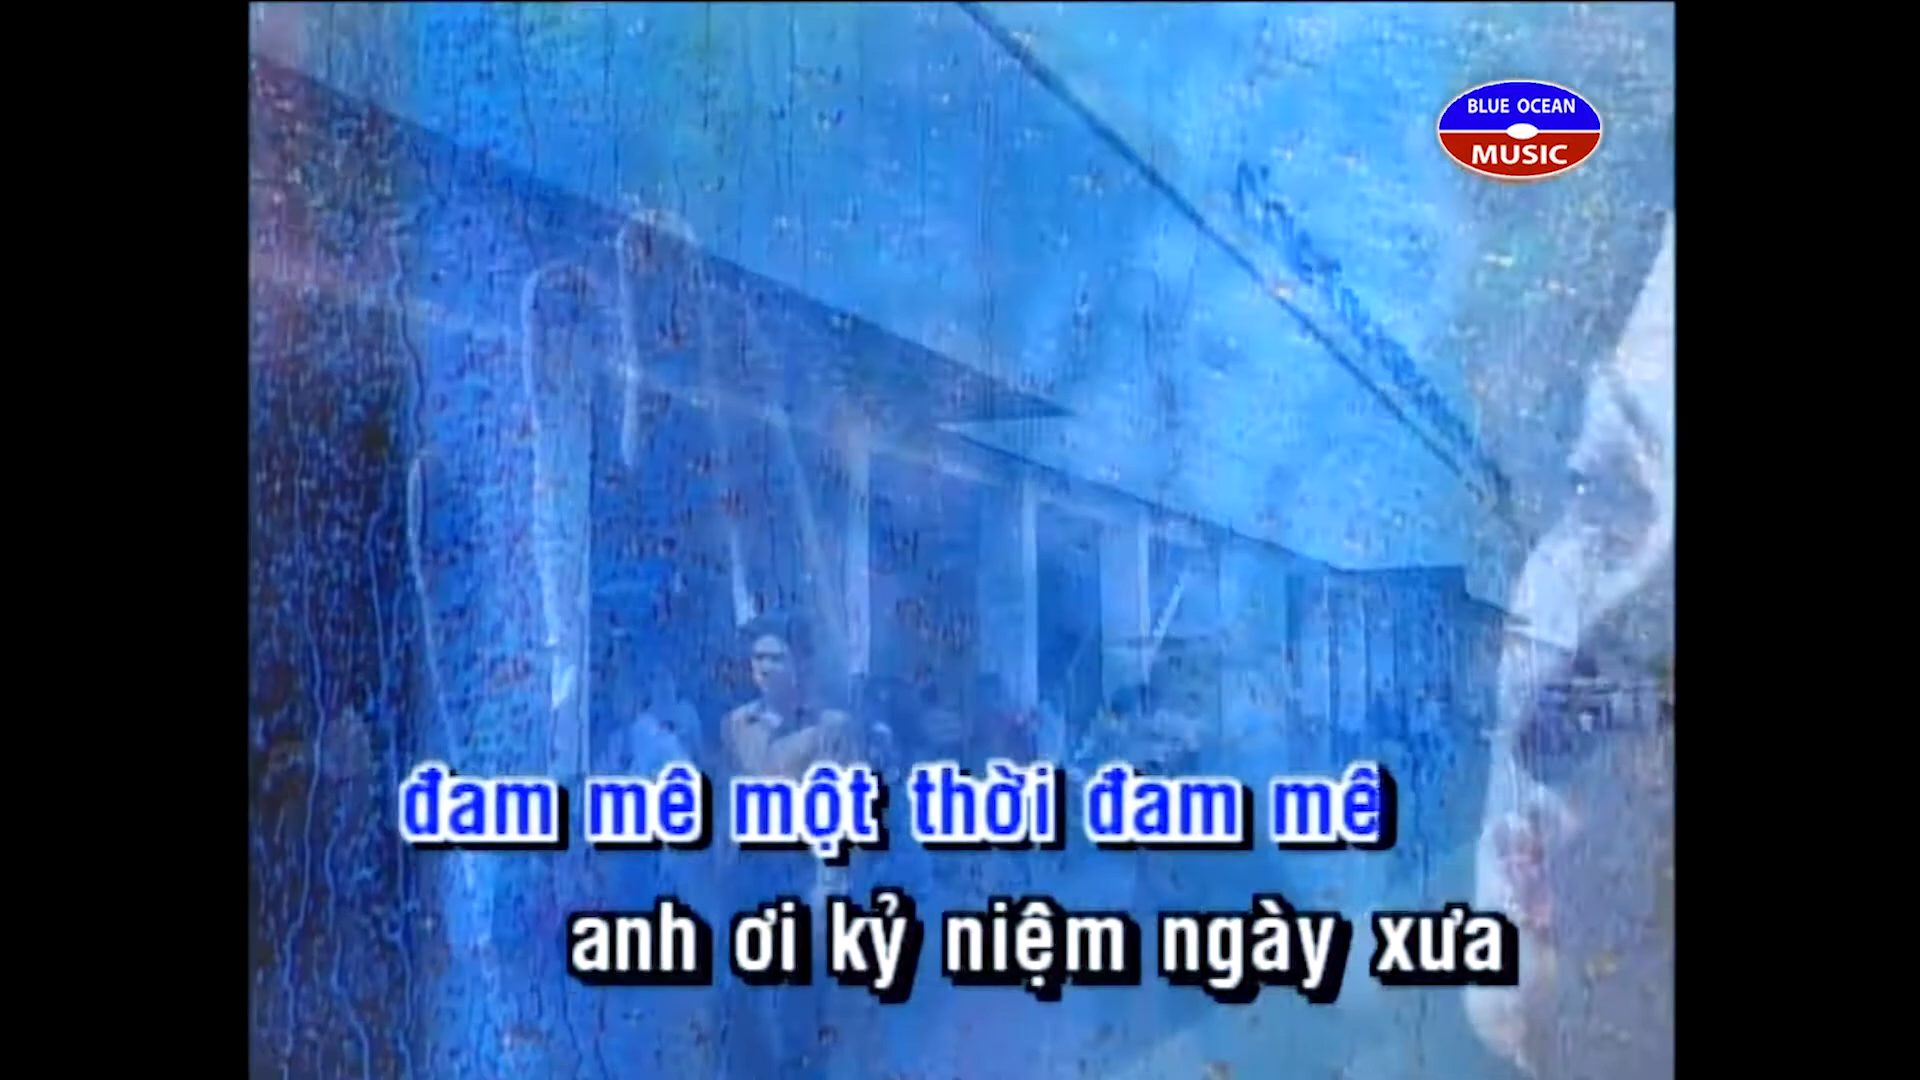 BLUE OCEAN
MUSIC
đam mê một thời đam mê
anh ơi kỷ niệm ngày xưa